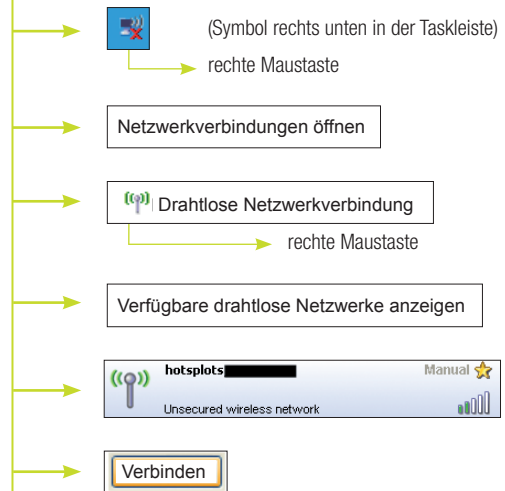 (Symbol rechts unten in der Taskleiste)
rechte Maustaste
Netzwerkverbindungen öffnen
Drahtlose Netzwerkverbindung
rechte Maustaste
Verfügbare drahtlose Netzwerke anzeigen
hotsplots Manual
Unsecured wireless network
Verbinden